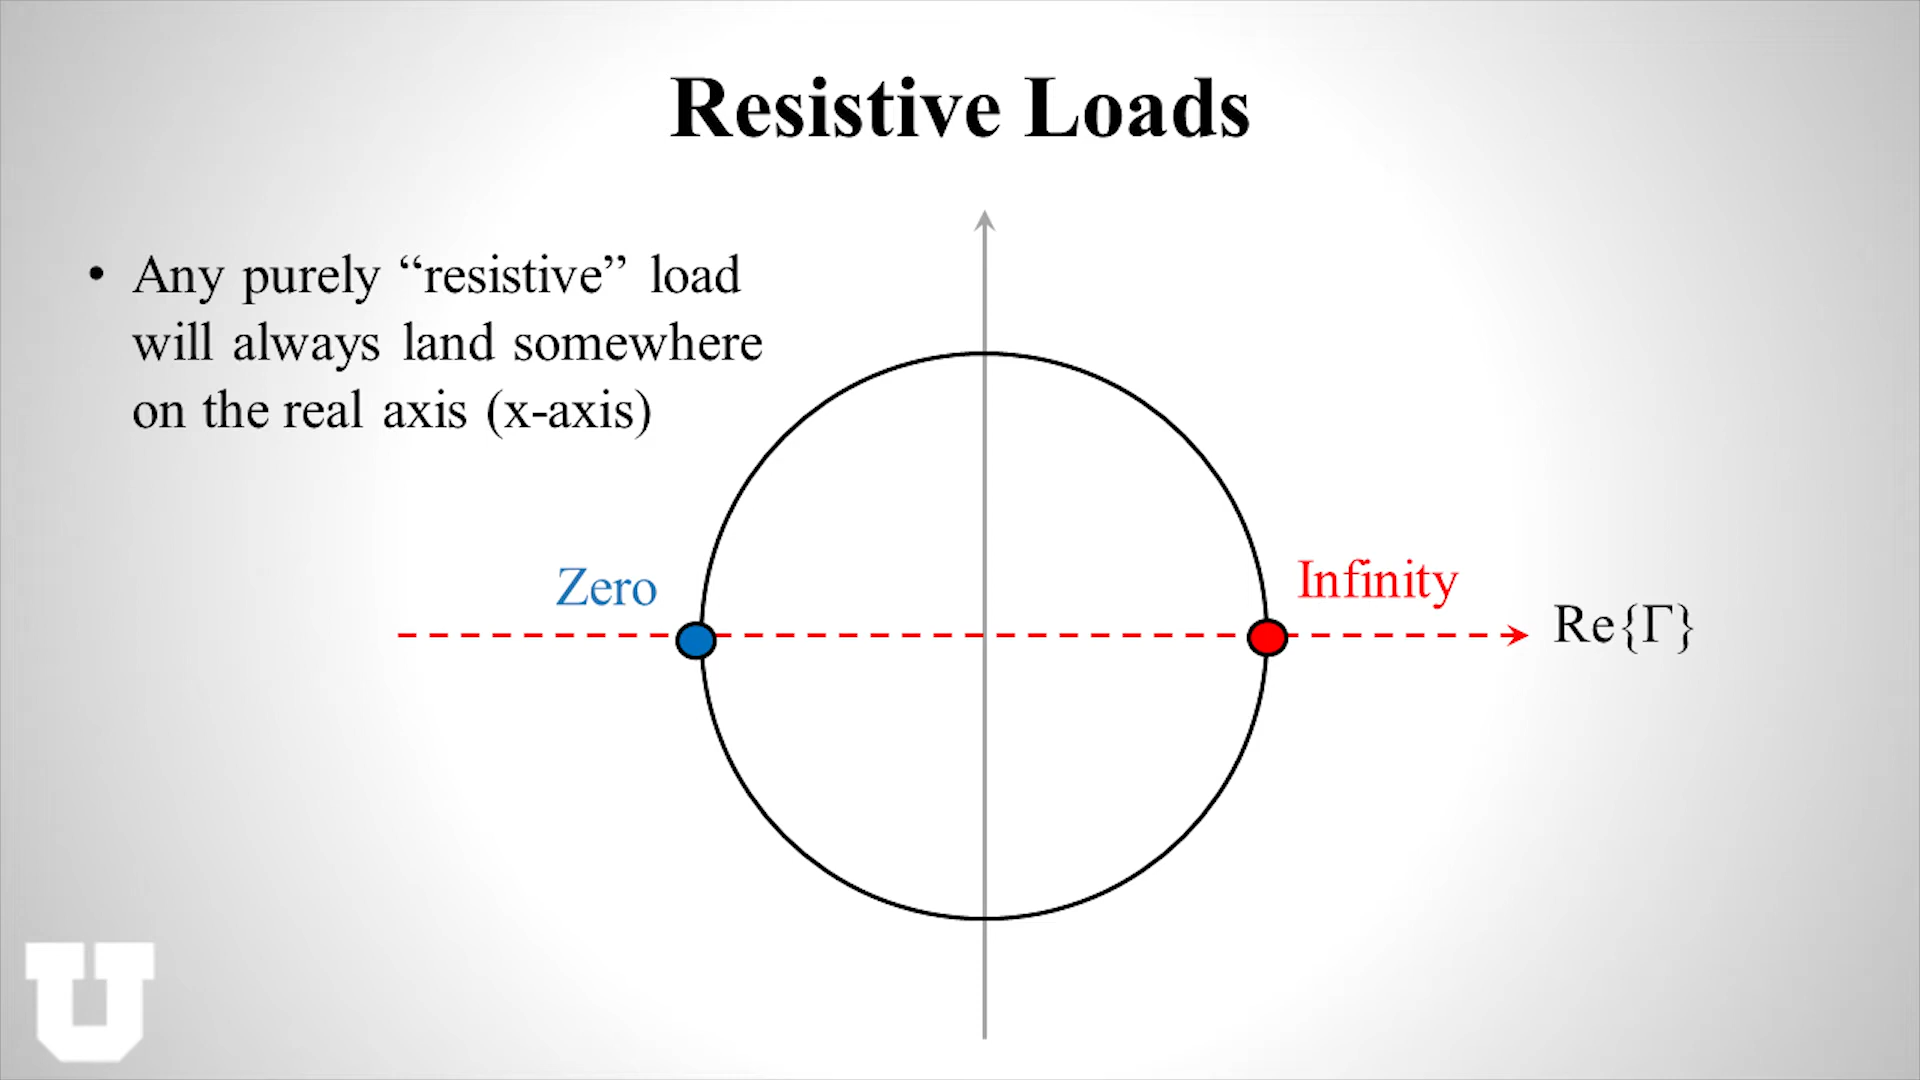 Resistive Loads
• Any purely “resistive” load
will always land somewhere
on the real axis (x-axis)
Zero
Infinity
Re{Γ}
U